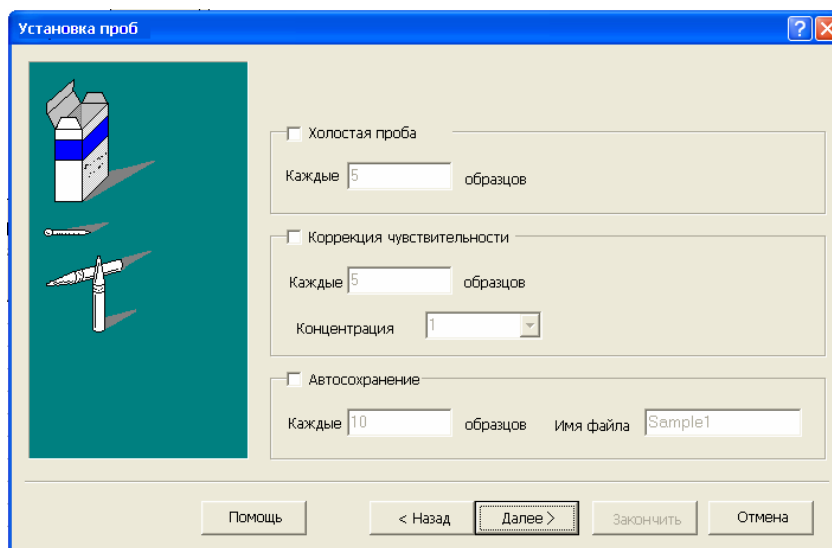 Установка проб
Холостая проба
Каждые 5 образцов
Коррекция чувствительности
Каждые 5 образцов
Концентрация 1
Автосохранение
Каждые 10 образцов Имя файла Sample1
Помощь < Назад Далее > Закончить Отмена